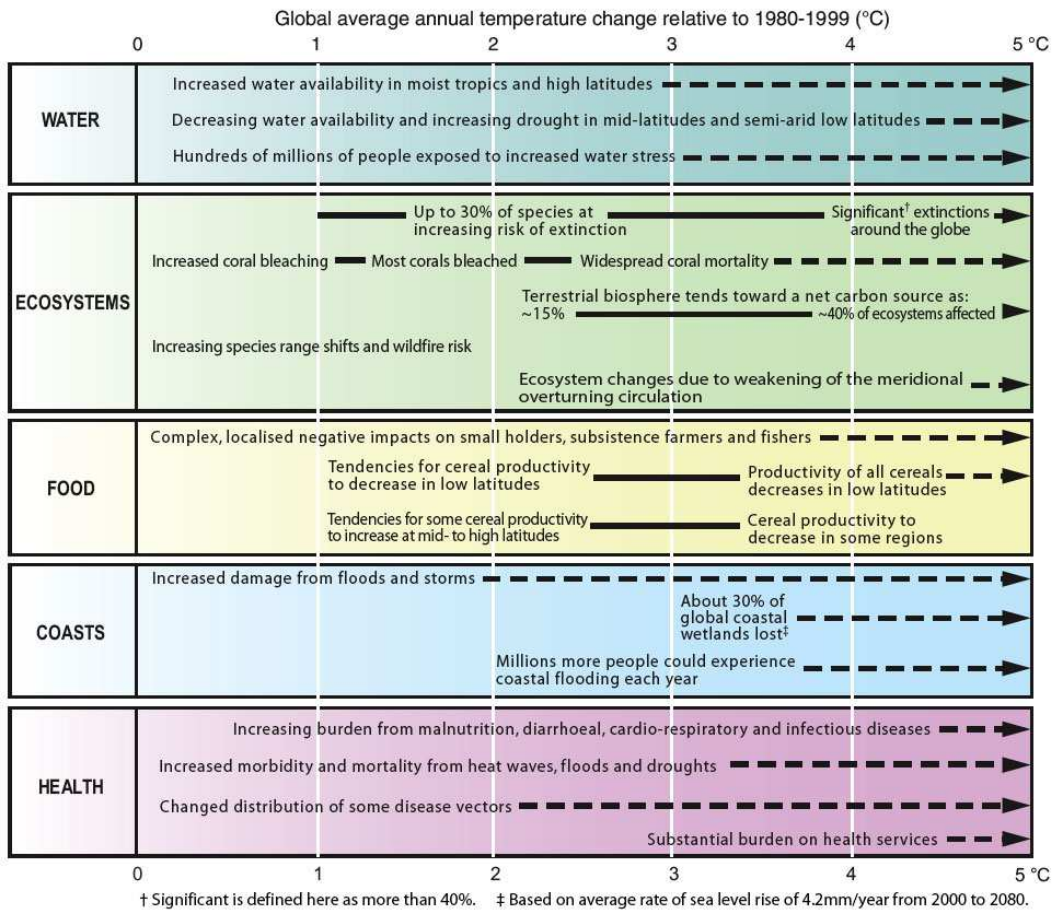 Global average annual temperature change relative to 1980-1999 (°C)
0 1 2 3 4 5 °C
WATER
Increased water availability in moist tropics and high latitudes
Decreasing water availability and increasing drought in mid-latitudes and semi-arid low latitudes
Hundreds of millions of people exposed to increased water stress
ECOSYSTEMS
Up to 30% of species at
increasing risk of extinction
Significant† extinctions
around the globe
Increased coral bleaching Most corals bleached Widespread coral mortality
Terrestrial biosphere tends toward a net carbon source as:
~15% ~40% of ecosystems affected
Increasing species range shifts and wildfire risk
Ecosystem changes due to weakening of the meridional
overturning circulation
FOOD
Complex, localised negative impacts on small holders, subsistence farmers and fishers
Tendencies for cereal productivity
to decrease in low latitudes
Productivity of all cereals
decreases in low latitudes
Tendencies for some cereal productivity
to increase at mid- to high latitudes
Cereal productivity to
decrease in some regions
COASTS
Increased damage from floods and storms
About 30% of
global coastal
wetlands lost‡
Millions more people could experience
coastal flooding each year
HEALTH
Increasing burden from malnutrition, diarrhoeal, cardio-respiratory and infectious diseases
Increased morbidity and mortality from heat waves, floods and droughts
Changed distribution of some disease vectors
Substantial burden on health services
0 1 2 3 4 5 °C
† Significant is defined here as more than 40%. ‡ Based on average rate of sea level rise of 4.2mm/year from 2000 to 2080.